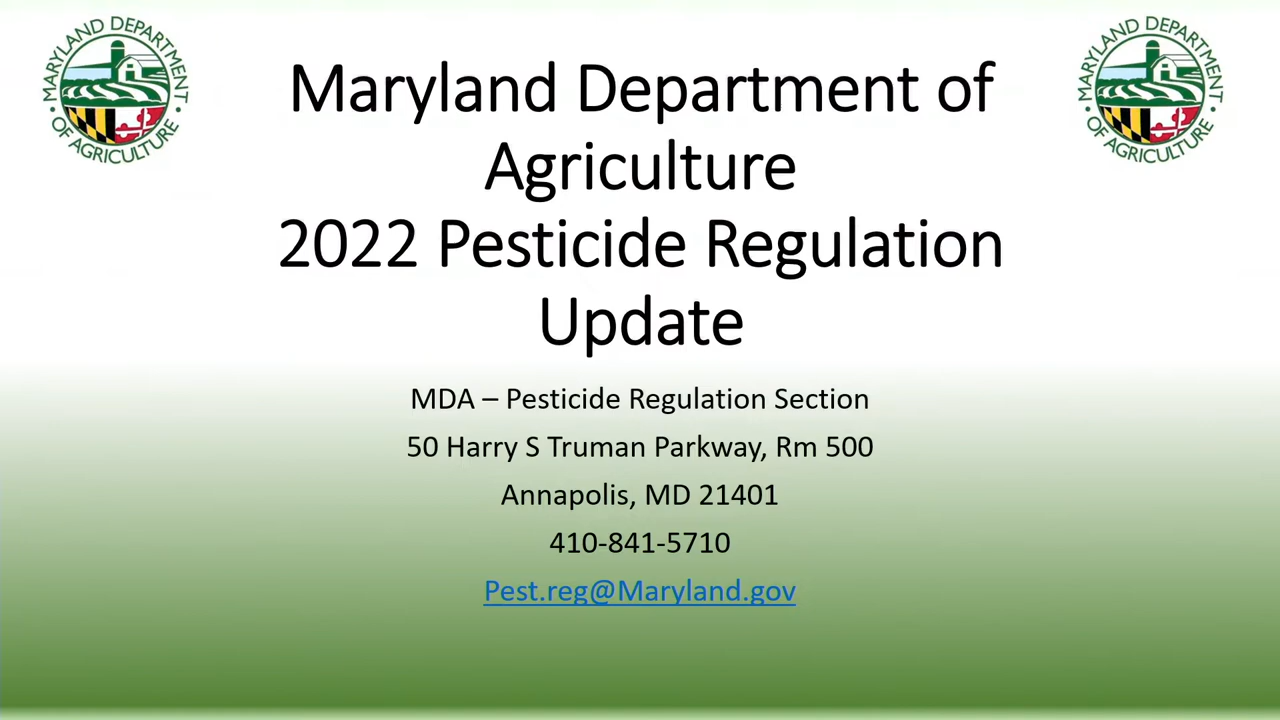 MARYLAND DEPARTMENT
OF AGRICULTURE
MARYLAND DEPARTMENT
OF AGRICULTURE
Maryland Department of
Agriculture
2022 Pesticide Regulation
Update
MDA – Pesticide Regulation Section
50 Harry S Truman Parkway, Rm 500
Annapolis, MD 21401
410-841-5710
Pest.reg@Maryland.gov